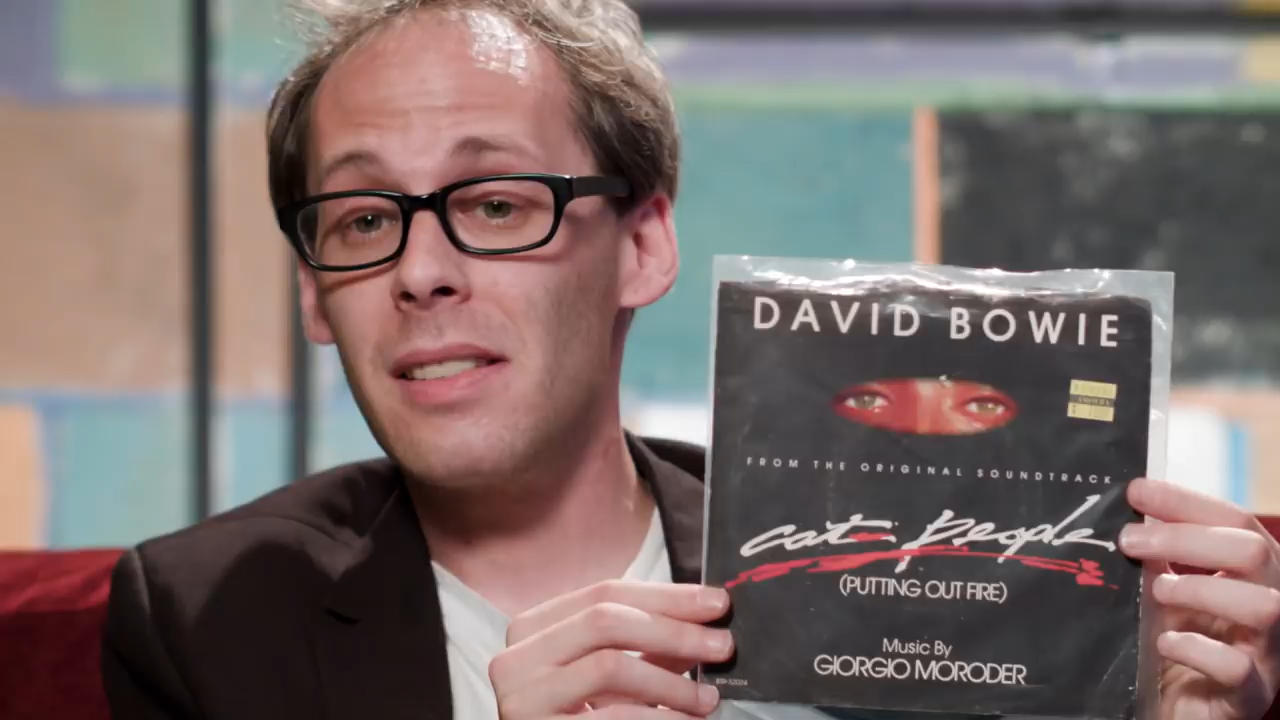 DAVID BOWIE
FROM THE ORIGINAL SOUNDTRACK
cat people
(PUTTING OUT FIRE)
Music By
GIORGIO MORODER